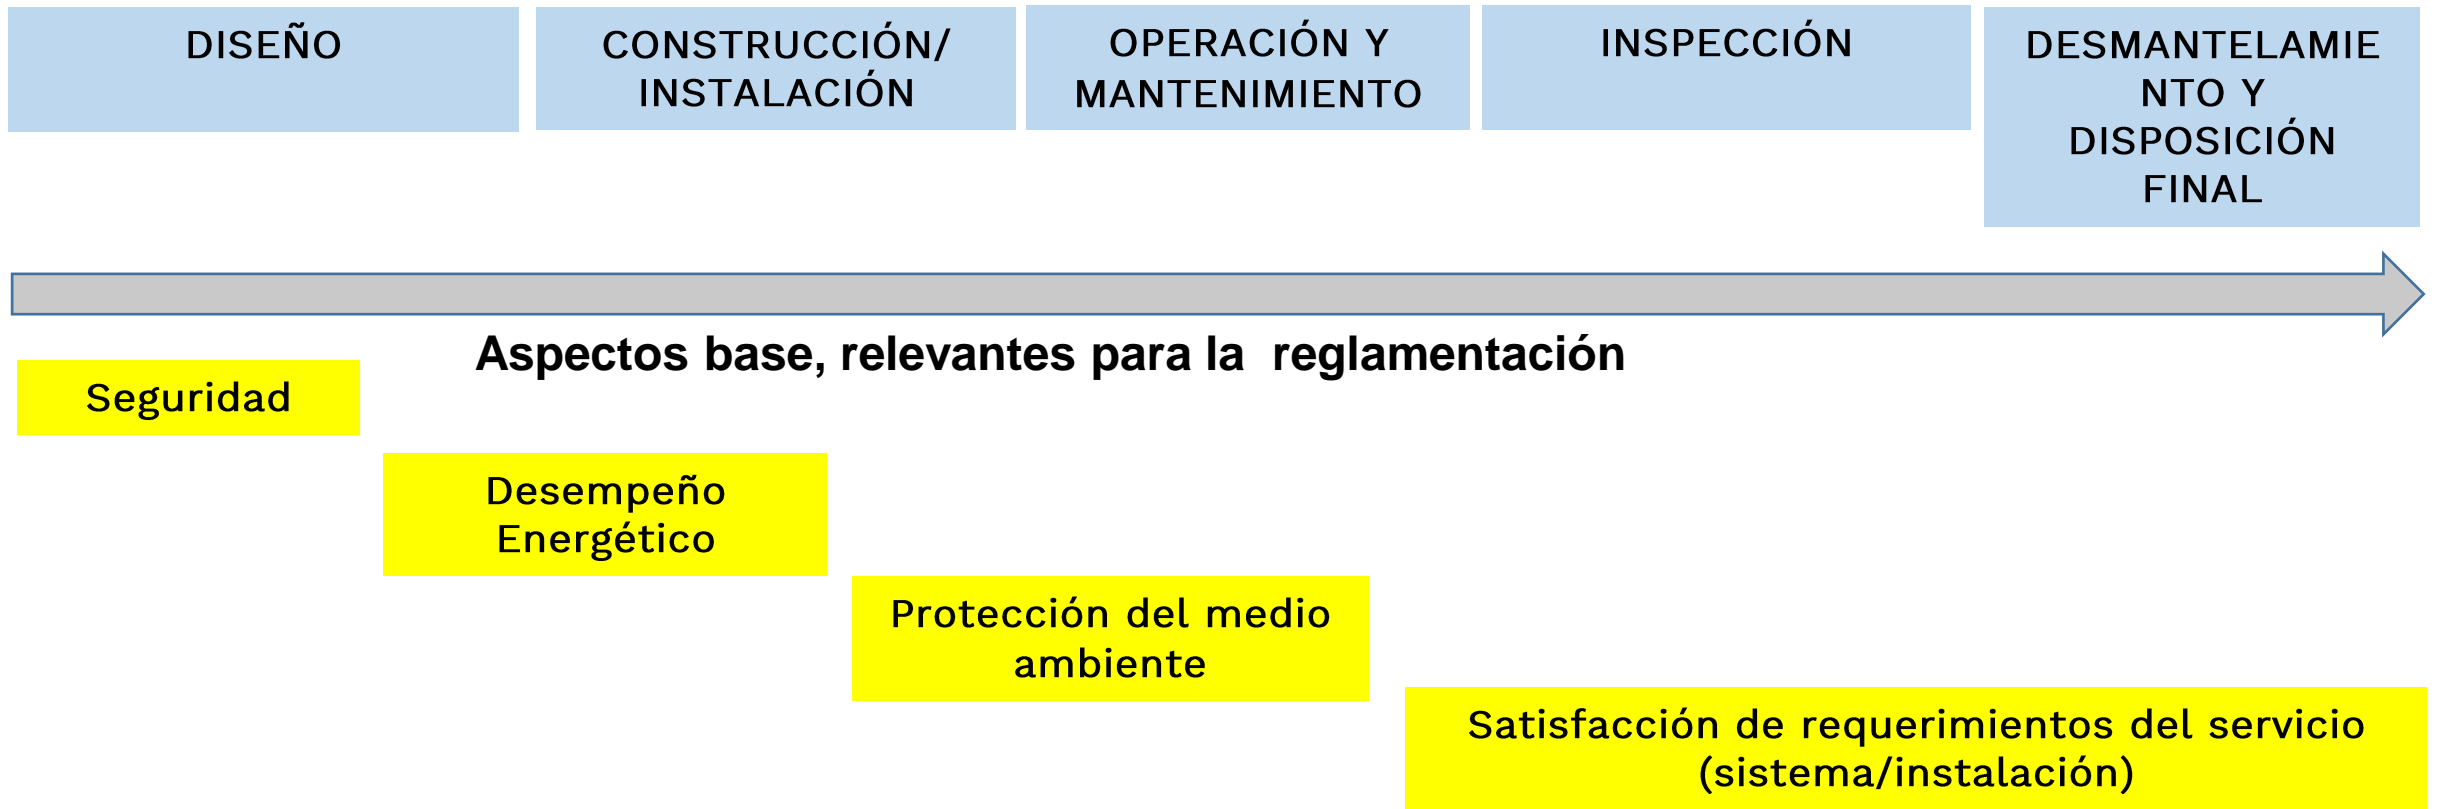 DISEÑO
CONSTRUCCIÓN/
INSTALACIÓN
OPERACIÓN Y
MANTENIMIENTO
INSPECCIÓN
DESMANTELAMIE
NTO Y
DISPOSICIÓN
FINAL
Aspectos base, relevantes para la reglamentación
Seguridad
Desempeño
Energético
Protección del medio
ambiente
Satisfacción de requerimientos del servicio
(sistema/instalación)